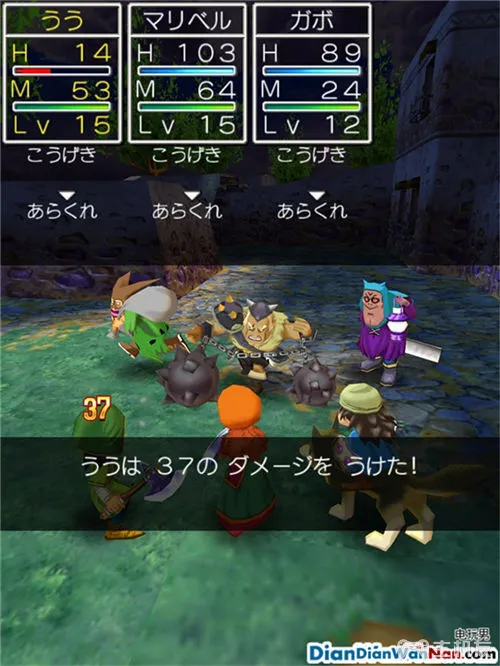 うう マリベル ガボ
H 14 H 103 H 89
M 53 M 64 M 24
Lv 15 Lv 15 Lv 12
こうげき こうげき こうげき
あらくれ あらくれ あらくれ
37
ううは 37の ダメージを うけた!
电玩男
DianDianWanNan.com